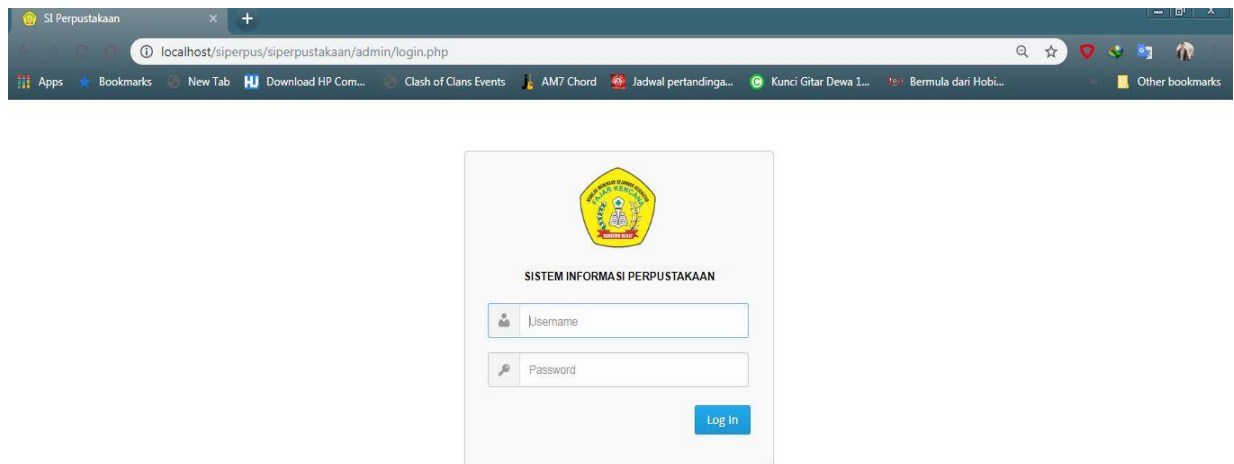 SI Perpustakaan
localhost/siperpus/siperpustakaan/admin/login.php
Apps Bookmarks New Tab Download HP Com... Clash of Clans Events AM7 Chord Jadwal pertandinga... Kunci Gitar Dewa 1... Bermula dari Hobi... Other bookmarks
FAJAR KENCANA
SISTEM INFORMASI PERPUSTAKAAN
Username
Password
Log In